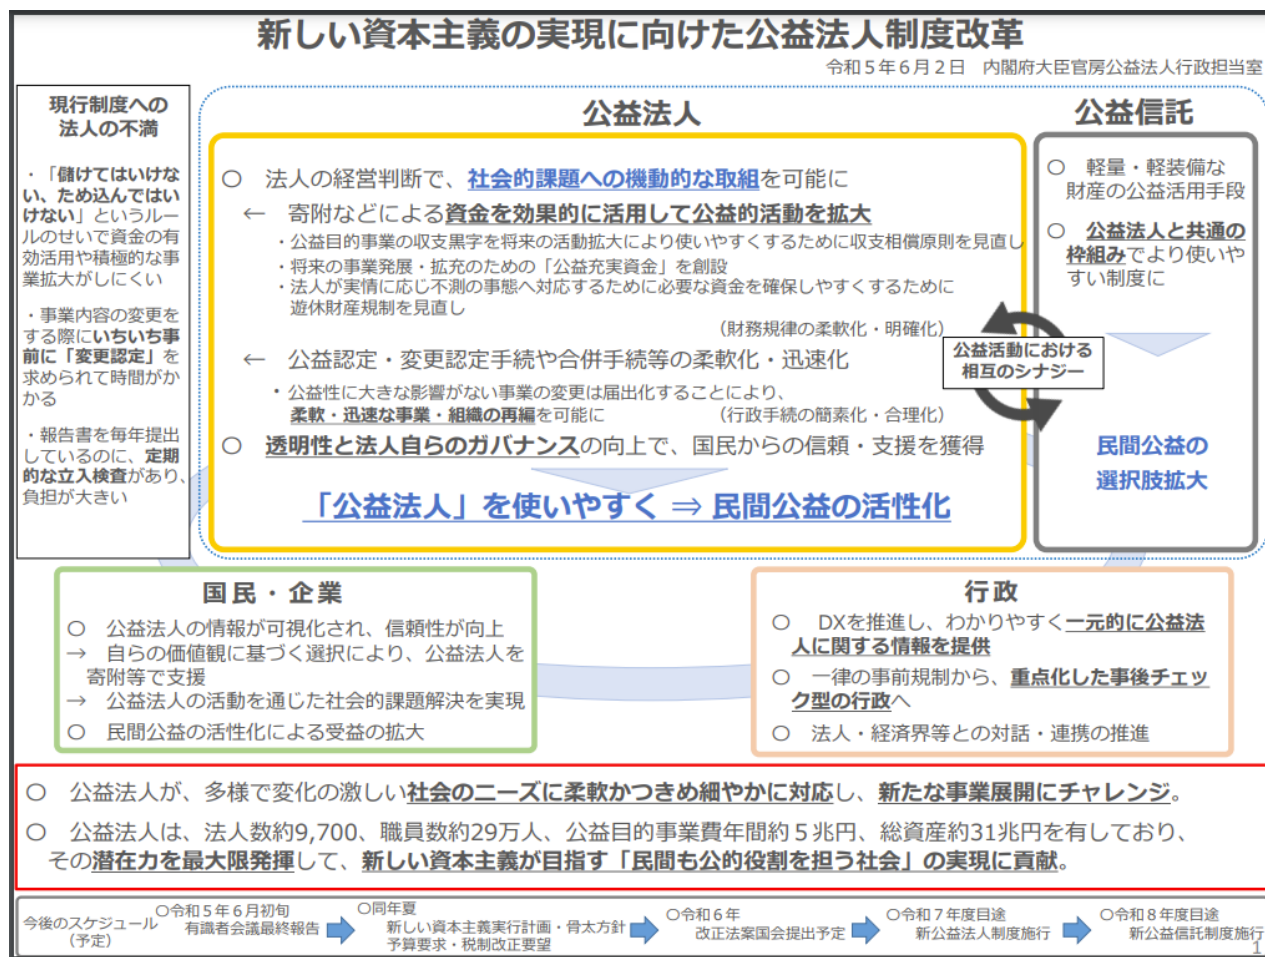 新しい資本主義の実現に向けた公益法人制度改革
令和５年６月２日　内閣府大臣官房公益法人行政担当室
現行制度への
法人の不満
・「儲けてはいけな
い、ため込んではい
けない」というルー
ルのせいで資金の有
効活用や積極的な事
業拡大がしにくい
・事業内容の変更を
する際にいちいち事
前に「変更認定」を
求められて時間がか
かる
・報告書を毎年提出
しているのに、定期
的な立入検査があり、
負担が大きい
公益法人
〇　法人の経営判断で、社会的課題への機動的な取組を可能に
←　寄附などによる資金を効果的に活用して公益的活動を拡大
・公益目的事業の収支黒字を将来の活動拡大により使いやすくするために収支相償原則を見直し
・将来の事業発展・拡充のための「公益充実資金」を創設
・法人が実情に応じ不測の事態へ対応するために必要な資金を確保しやすくするために
遊休財産規制を見直し
（財務規律の柔軟化・明確化）
←　公益認定・変更認定手続や合併手続等の柔軟化・迅速化
・公益性に大きな影響がない事業の変更は届出化することにより、
柔軟・迅速な事業・組織の再編を可能に　（行政手続の簡素化・合理化）
〇　透明性と法人自らのガバナンスの向上で、国民からの信頼・支援を獲得
「公益法人」を使いやすく ⇒ 民間公益の活性化
公益信託
〇　軽量・軽装備な
財産の公益活用手段
〇　公益法人と共通の
枠組みでより使いや
すい制度に
公益活動における
相互のシナジー
民間公益の
選択肢拡大
国民・企業
〇　公益法人の情報が可視化され、信頼性が向上
→　自らの価値観に基づく選択により、公益法人を
寄附等で支援
→　公益法人の活動を通じた社会的課題解決を実現
〇　民間公益の活性化による受益の拡大
行政
〇　DXを推進し、わかりやすく一元的に公益法
人に関する情報を提供
〇　一律の事前規制から、重点化した事後チェッ
ク型の行政へ
〇　法人・経済界等との対話・連携の推進
〇　公益法人が、多様で変化の激しい社会のニーズに柔軟かつきめ細やかに対応し、新たな事業展開にチャレンジ。
〇　公益法人は、法人数約9,700、職員数約29万人、公益目的事業費年間約５兆円、総資産約31兆円を有しており、
その潜在力を最大限発揮して、新しい資本主義が目指す「民間も公的役割を担う社会」の実現に貢献。
今後のスケジュール
（予定）
〇令和５年６月初旬
有識者会議最終報告
〇同年夏
新しい資本主義実行計画・骨太方針
予算要求・税制改正要望
〇令和６年
改正法案国会提出予定
〇令和７年度目途
新公益法人制度施行
〇令和８年度目途
新公益信託制度施行
1